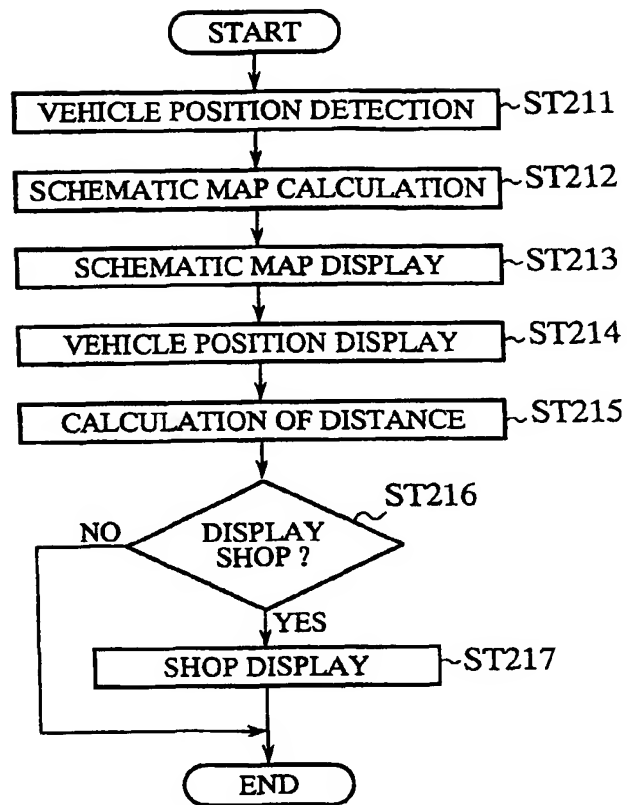 START
VEHICLE POSITION DETECTION ~ST211
SCHEMATIC MAP CALCULATION ~ST212
SCHEMATIC MAP DISPLAY ~ST213
VEHICLE POSITION DISPLAY ~ST214
CALCULATION OF DISTANCE ~ST215
ST216
NO
DISPLAY
SHOP ?
YES
SHOP DISPLAY ~ST217
END